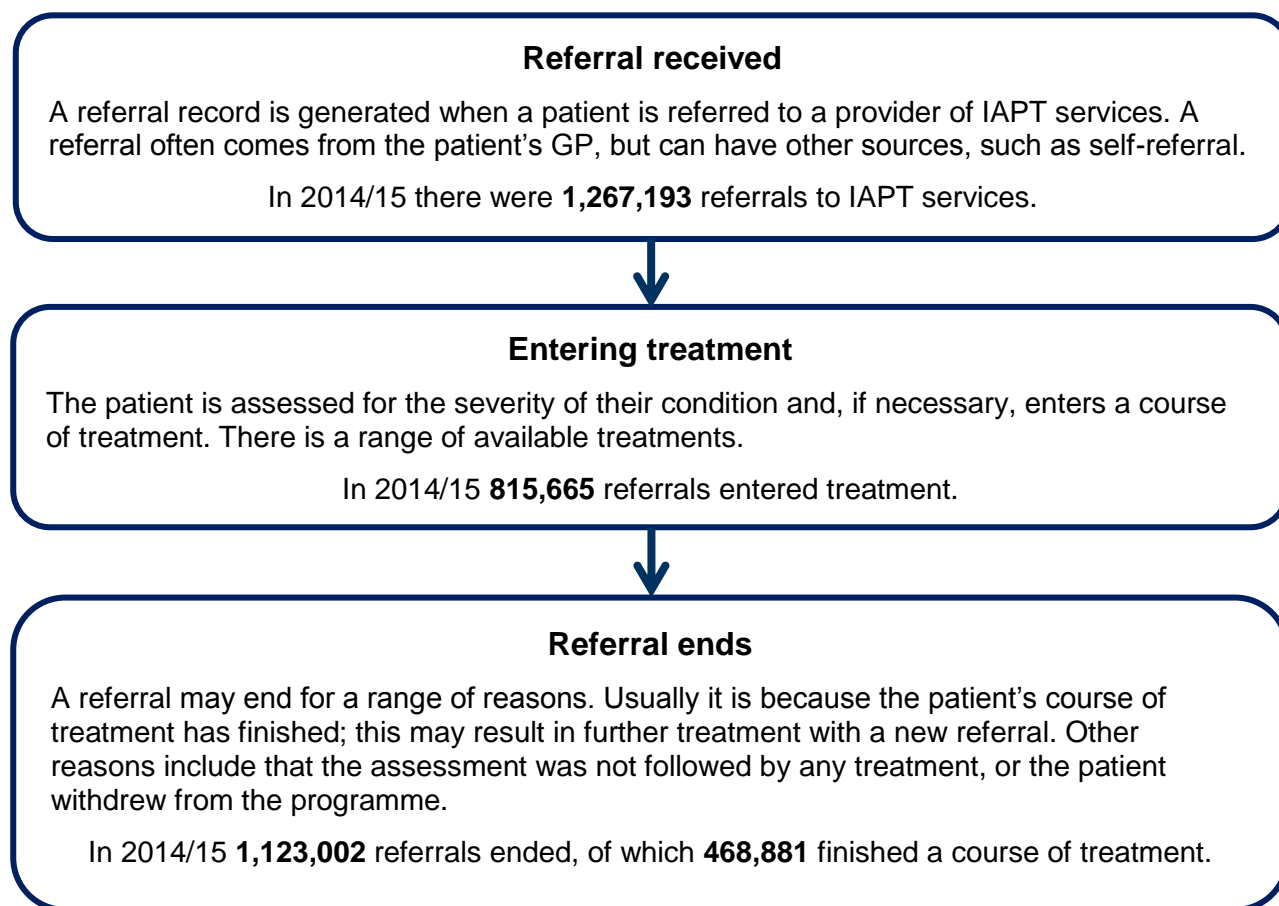 Referral received
A referral record is generated when a patient is referred to a provider of IAPT services. A
referral often comes from the patient’s GP, but can have other sources, such as self-referral.
In 2014/15 there were 1,267,193 referrals to IAPT services.
Entering treatment
The patient is assessed for the severity of their condition and, if necessary, enters a course
of treatment. There is a range of available treatments.
In 2014/15 815,665 referrals entered treatment.
Referral ends
A referral may end for a range of reasons. Usually it is because the patient’s course of
treatment has finished; this may result in further treatment with a new referral. Other
reasons include that the assessment was not followed by any treatment, or the patient
withdrew from the programme.
In 2014/15 1,123,002 referrals ended, of which 468,881 finished a course of treatment.